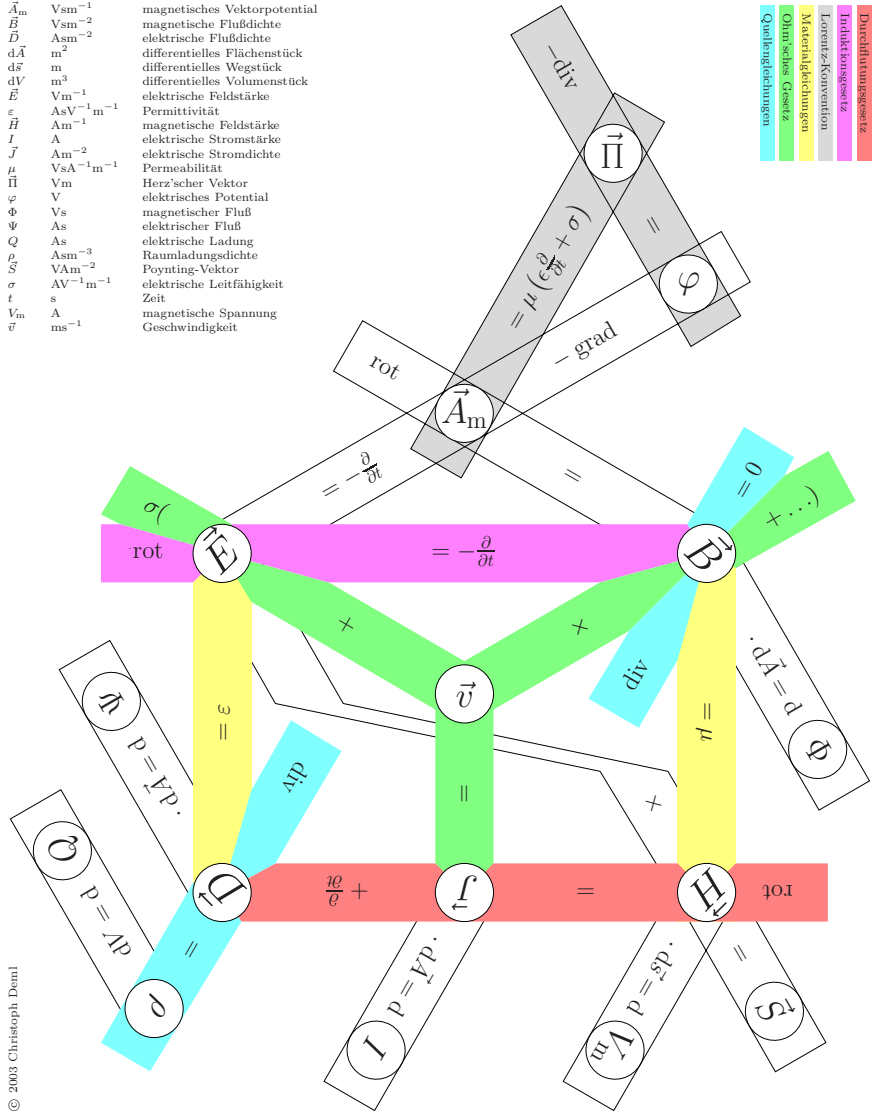 A⃗ₘ Vsm⁻¹ magnetisches Vektorpotential
B⃗ Vsm⁻² magnetische Flußdichte
D⃗ Asm⁻² elektrische Flußdichte
dA⃗ m² differentielles Flächenstück
ds⃗ m differentielles Wegstück
dV m³ differentielles Volumenstück
E⃗ Vm⁻¹ elektrische Feldstärke
ε AsV⁻¹m⁻¹ Permittivität
H⃗ Am⁻¹ magnetische Feldstärke
I A elektrische Stromstärke
J⃗ Am⁻² elektrische Stromdichte
μ VsA⁻¹m⁻¹ Permeabilität
Π⃗ Vm Herz'scher Vektor
φ V elektrisches Potential
Φ Vs magnetischer Fluß
Ψ As elektrischer Fluß
Q As elektrische Ladung
ρ Asm⁻³ Raumladungsdichte
S⃗ VAm⁻² Poynting-Vektor
σ AV⁻¹m⁻¹ elektrische Leitfähigkeit
t s Zeit
Vₘ A magnetische Spannung
v⃗ ms⁻¹ Geschwindigkeit
Durchflutungsgesetz
Induktionsgesetz
Lorentz-Konvention
Materialgleichungen
Ohm'sches Gesetz
Quellengleichungen
−div
Π⃗
=
φ
= μ(ϵ ∂/∂t + σ)
− grad
rot
A⃗ₘ
= −∂/∂t
=
= 0
σ(
+ …)
rot
E⃗
= −∂/∂t
B⃗
×
×
div
· dA⃗ = d
Φ
Ψ
· dA⃗ = d
= ε
v⃗
= μ
div
=
×
Q
dV = d
D⃗
+ ∂/∂t
J⃗
=
H⃗
rot
=
ρ
· dA⃗ = d
I
· ds⃗ = d
Vₘ
=
S⃗
© 2003 Christoph Deml